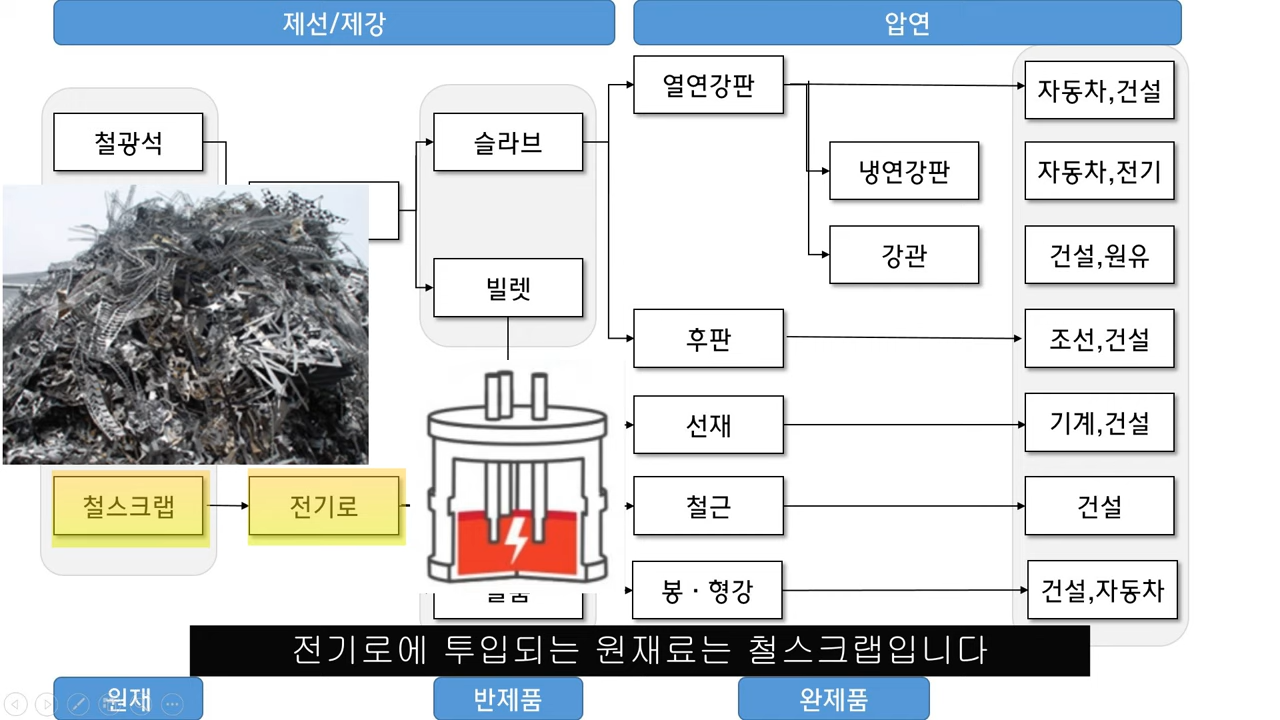 제선/제강
압연
철광석
슬라브
빌렛
열연강판
냉연강판
강관
후판
선재
철근
봉·형강
자동차,건설
자동차,전기
건설,원유
조선,건설
기계,건설
건설
건설,자동차
철스크랩
전기로
전기로에 투입되는 원재료는 철스크랩입니다
원재
반제품
완제품